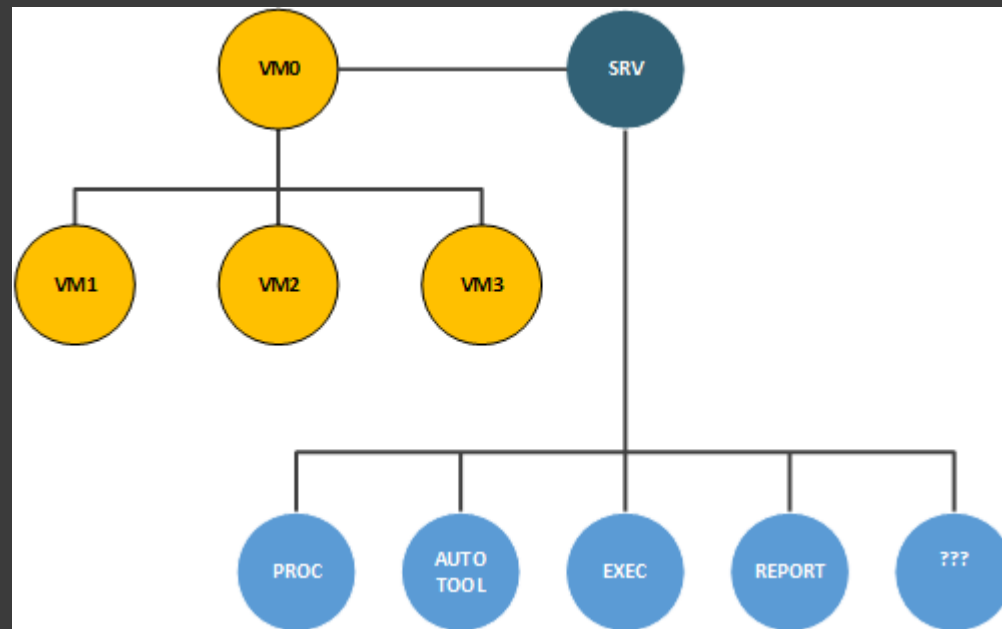 VM0
SRV
VM1
VM2
VM3
PROC
AUTO
TOOL
EXEC
REPORT
???